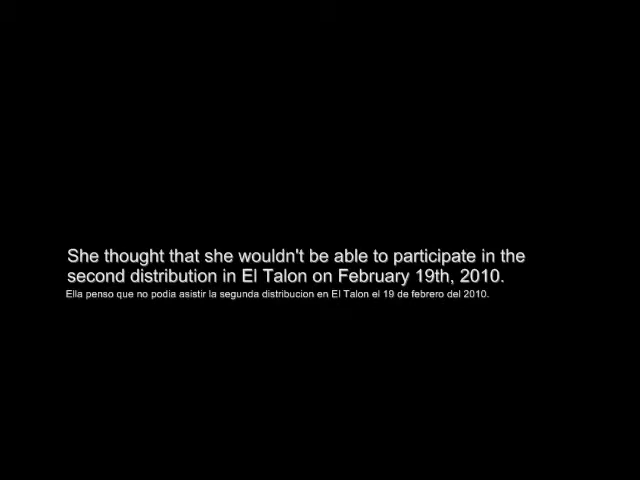 She thought that she wouldn't be able to participate in the
second distribution in El Talon on February 19th, 2010.
Ella penso que no podia asistir la segunda distribucion en El Talon el 19 de febrero del 2010.